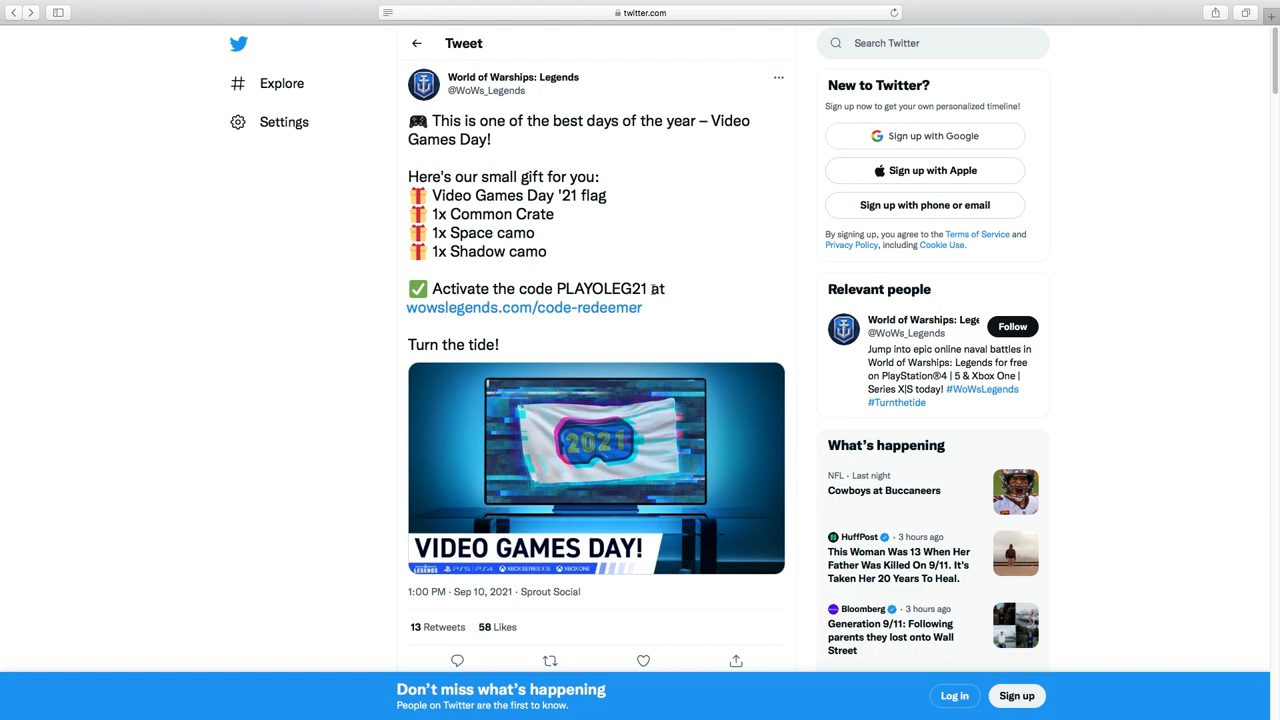 twitter.com
Tweet
Search Twitter
Explore
Settings
World of Warships: Legends
@WoWs_Legends
🎮 This is one of the best days of the year – Video
Games Day!
Here's our small gift for you:
🎁 Video Games Day '21 flag
🎁 1x Common Crate
🎁 1x Space camo
🎁 1x Shadow camo
✅ Activate the code PLAYOLEG21 at
wowslegends.com/code-redeemer
Turn the tide!
2021
VIDEO GAMES DAY!
LEGENDS PS5 PS4 XBOX SERIES X|S XBOX ONE
1:00 PM · Sep 10, 2021 · Sprout Social
13 Retweets 58 Likes
New to Twitter?
Sign up now to get your own personalized timeline!
Sign up with Google
Sign up with Apple
Sign up with phone or email
By signing up, you agree to the Terms of Service and
Privacy Policy, including Cookie Use.
Relevant people
World of Warships: Lege
@WoWs_Legends
Follow
Jump into epic online naval battles in
World of Warships: Legends for free
on PlayStation®4 | 5 & Xbox One |
Series X|S today! #WoWsLegends
#Turnthetide
What's happening
NFL · Last night
Cowboys at Buccaneers
HuffPost · 3 hours ago
This Woman Was 13 When Her
Father Was Killed On 9/11. It's
Taken Her 20 Years To Heal.
Bloomberg · 3 hours ago
Generation 9/11: Following
parents they lost onto Wall
Street
Don't miss what's happening
People on Twitter are the first to know.
Log in
Sign up